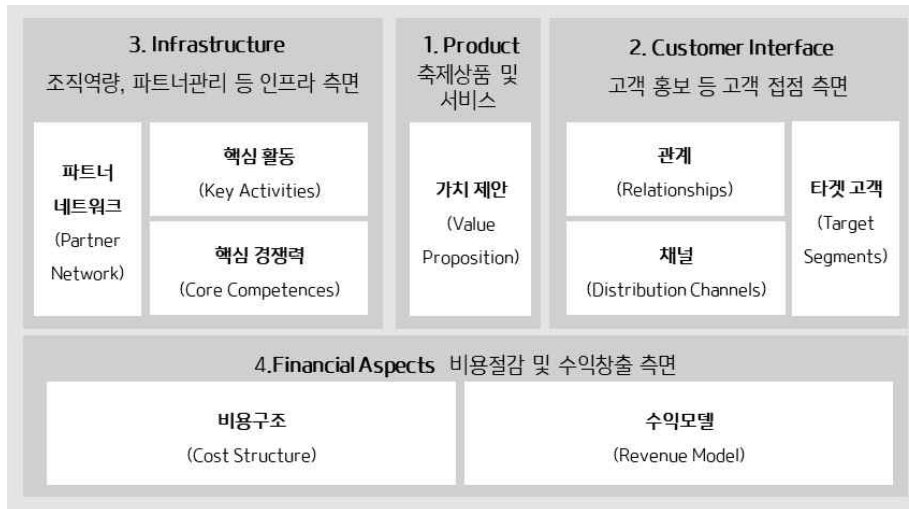 3. Infrastructure
조직역량, 파트너관리 등 인프라 측면
파트너
네트워크
(Partner
Network)
핵심 활동
(Key Activities)
핵심 경쟁력
(Core Competences)
1. Product
축제상품 및
서비스
가치 제안
(Value
Proposition)
2. Customer Interface
고객 홍보 등 고객 접점 측면
관계
(Relationships)
채널
(Distribution Channels)
타겟 고객
(Target
Segments)
4.Financial Aspects 비용절감 및 수익창출 측면
비용구조
(Cost Structure)
수익모델
(Revenue Model)